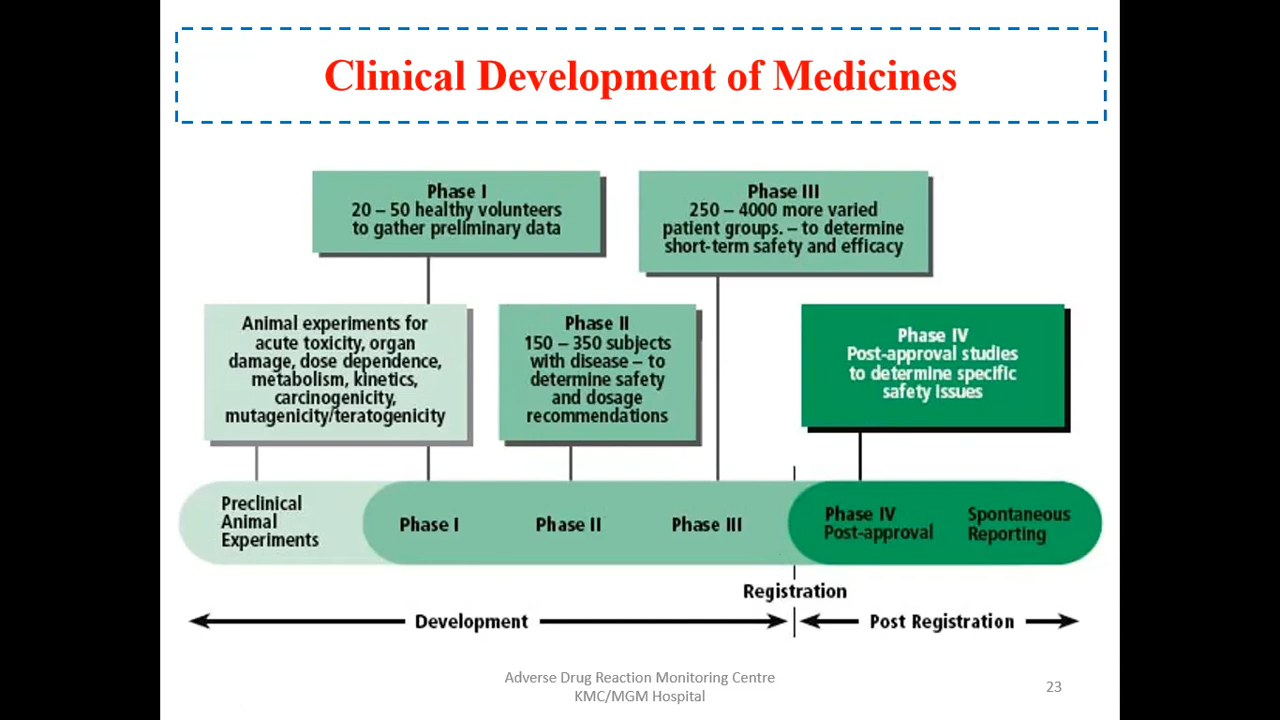 Clinical Development of Medicines
Phase I
20 – 50 healthy volunteers
to gather preliminary data
Phase III
250 – 4000 more varied
patient groups. – to determine
short-term safety and efficacy
Animal experiments for
acute toxicity, organ
damage, dose dependence,
metabolism, kinetics,
carcinogenicity,
mutagenicity/teratogenicity
Phase II
150 – 350 subjects
with disease – to
determine safety
and dosage
recommendations
Phase IV
Post-approval studies
to determine specific
safety issues
Preclinical
Animal
Experiments
Phase I
Phase II
Phase III
Phase IV
Post-approval
Spontaneous
Reporting
Registration
Development
Post Registration
Adverse Drug Reaction Monitoring Centre
KMC/MGM Hospital
23